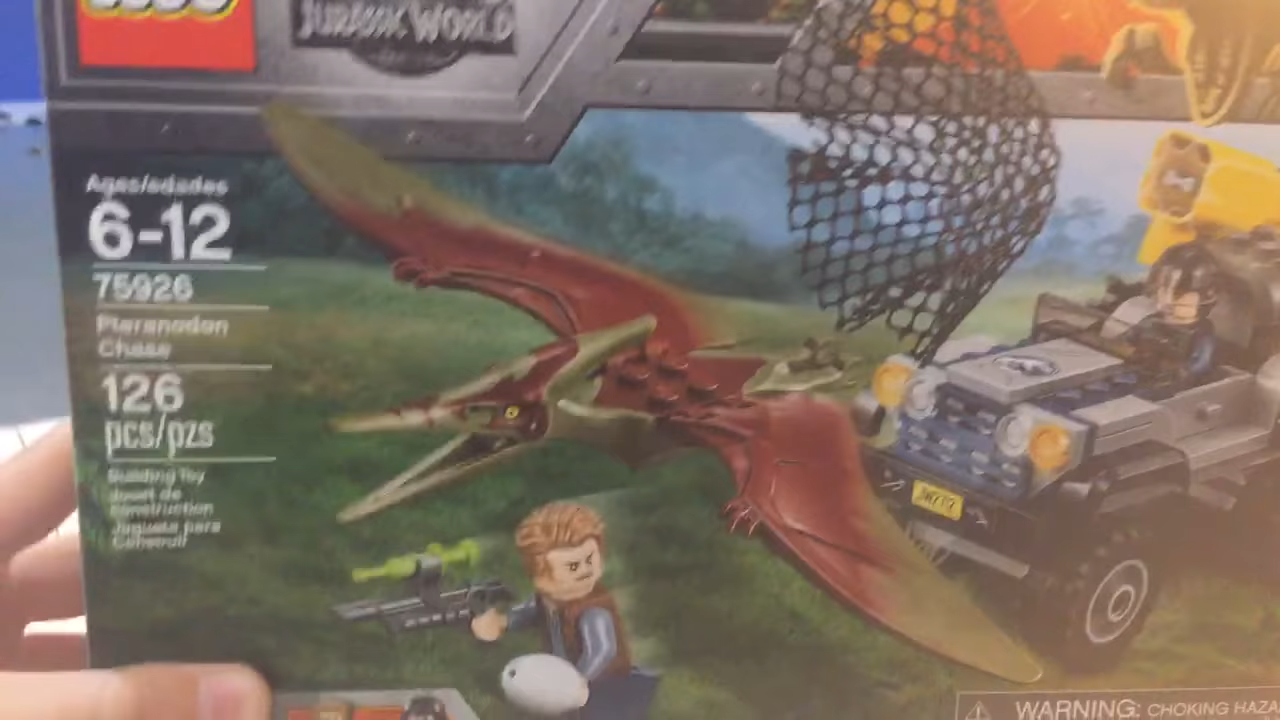 LEGO
JURASSIC WORLD
Ages/edades
6-12
75926
Pteranodon
Chase
126
pcs/pzs
Building Toy
Jouet de
construction
Juguete para
Construir
WARNING: CHOKING HAZA